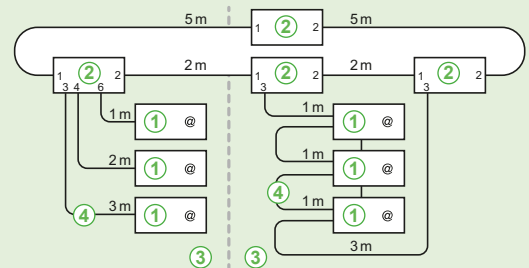 5 m 1 ② 2 5 m
1 ② 2 2 m 1 ② 2 2 m 1 ② 2
3 4 6 3 3
1 m ① @ 1 m ① @
2 m ① @ 1 m ① @
④ 3 m ① @ ④ 1 m ① @
③ ③ 3 m